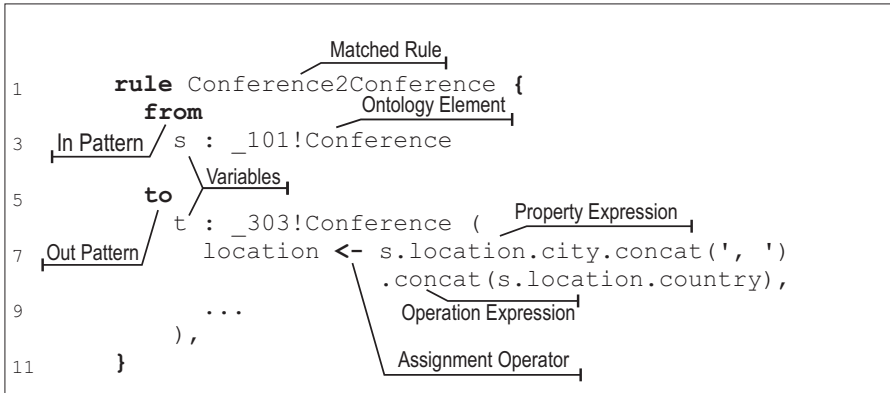 Matched Rule
1 rule Conference2Conference {
from
Ontology Element
3 In Pattern s : _101!Conference
Variables
5 to
t : _303!Conference (
Property Expression
Out Pattern
7 location <- s.location.city.concat(', ')
.concat(s.location.country),
9 ...
Operation Expression
),
Assignment Operator
11 }